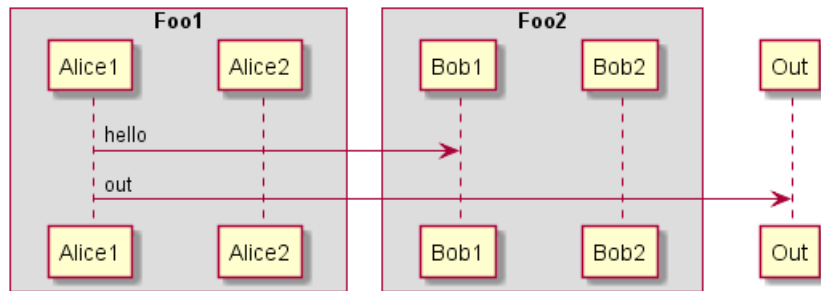 Foo1 Foo2
Alice1 Alice2 Bob1 Bob2 Out
hello
out
Alice1 Alice2 Bob1 Bob2 Out